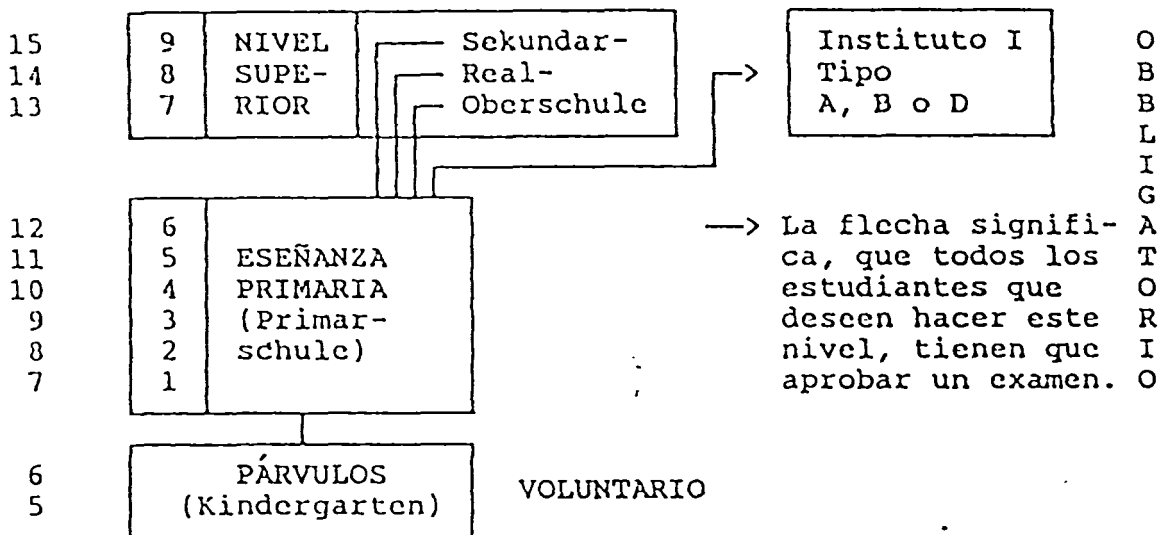 15 9 NIVEL Sekundar- Instituto I O
14 8 SUPE- Real- —> Tipo B
13 7 RIOR Oberschule A, B o D B
L
I
G
12 6 —> La flecha signifi- A
11 5 ESEÑANZA ca, que todos los T
10 4 PRIMARIA estudiantes que O
9 3 (Primar- deseen hacer este R
8 2 schule) nivel, tienen que I
7 1 aprobar un examen. O
6 PÁRVULOS
5 (Kindergarten) VOLUNTARIO